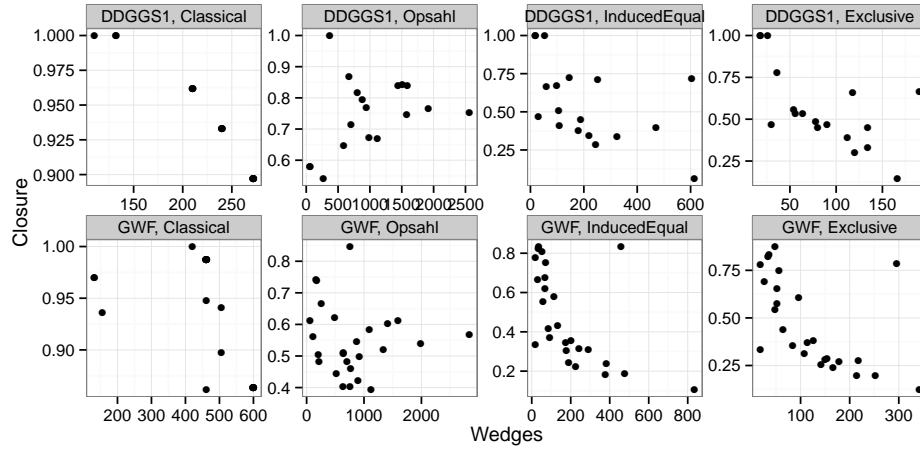 DDGGS1, Classical
DDGGS1, Opsahl
DDGGS1, InducedEqual
DDGGS1, Exclusive
1.000
0.975
0.950
0.925
0.900
100 150 200 250
1.0
0.9
0.8
0.7
0.6
0 500 1000 1500 2000 2500
1.00
0.75
0.50
0.25
0 200 400 600
1.00
0.75
0.50
0.25
50 100 150
Closure
GWF, Classical
GWF, Opsahl
GWF, InducedEqual
GWF, Exclusive
1.00
0.95
0.90
200 300 400 500 600
0.8
0.7
0.6
0.5
0.4
0 1000 2000
0.8
0.6
0.4
0.2
0 200 400 600 800
0.75
0.50
0.25
100 200 300
Wedges